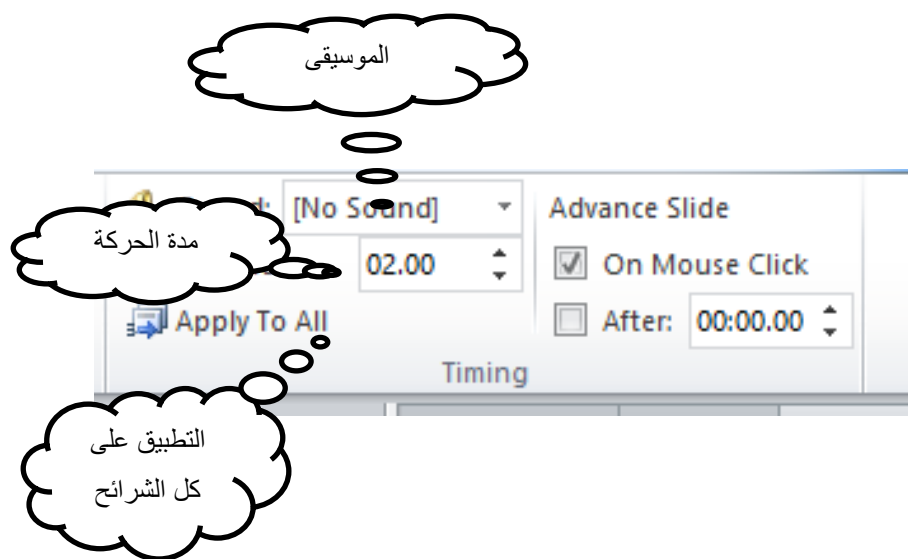 الموسيقى
[No Sound]
Advance Slide
مدة الحركة
02.00
On Mouse Click
Apply To All
After: 00:00.00
Timing
التطبيق على
كل الشرائح